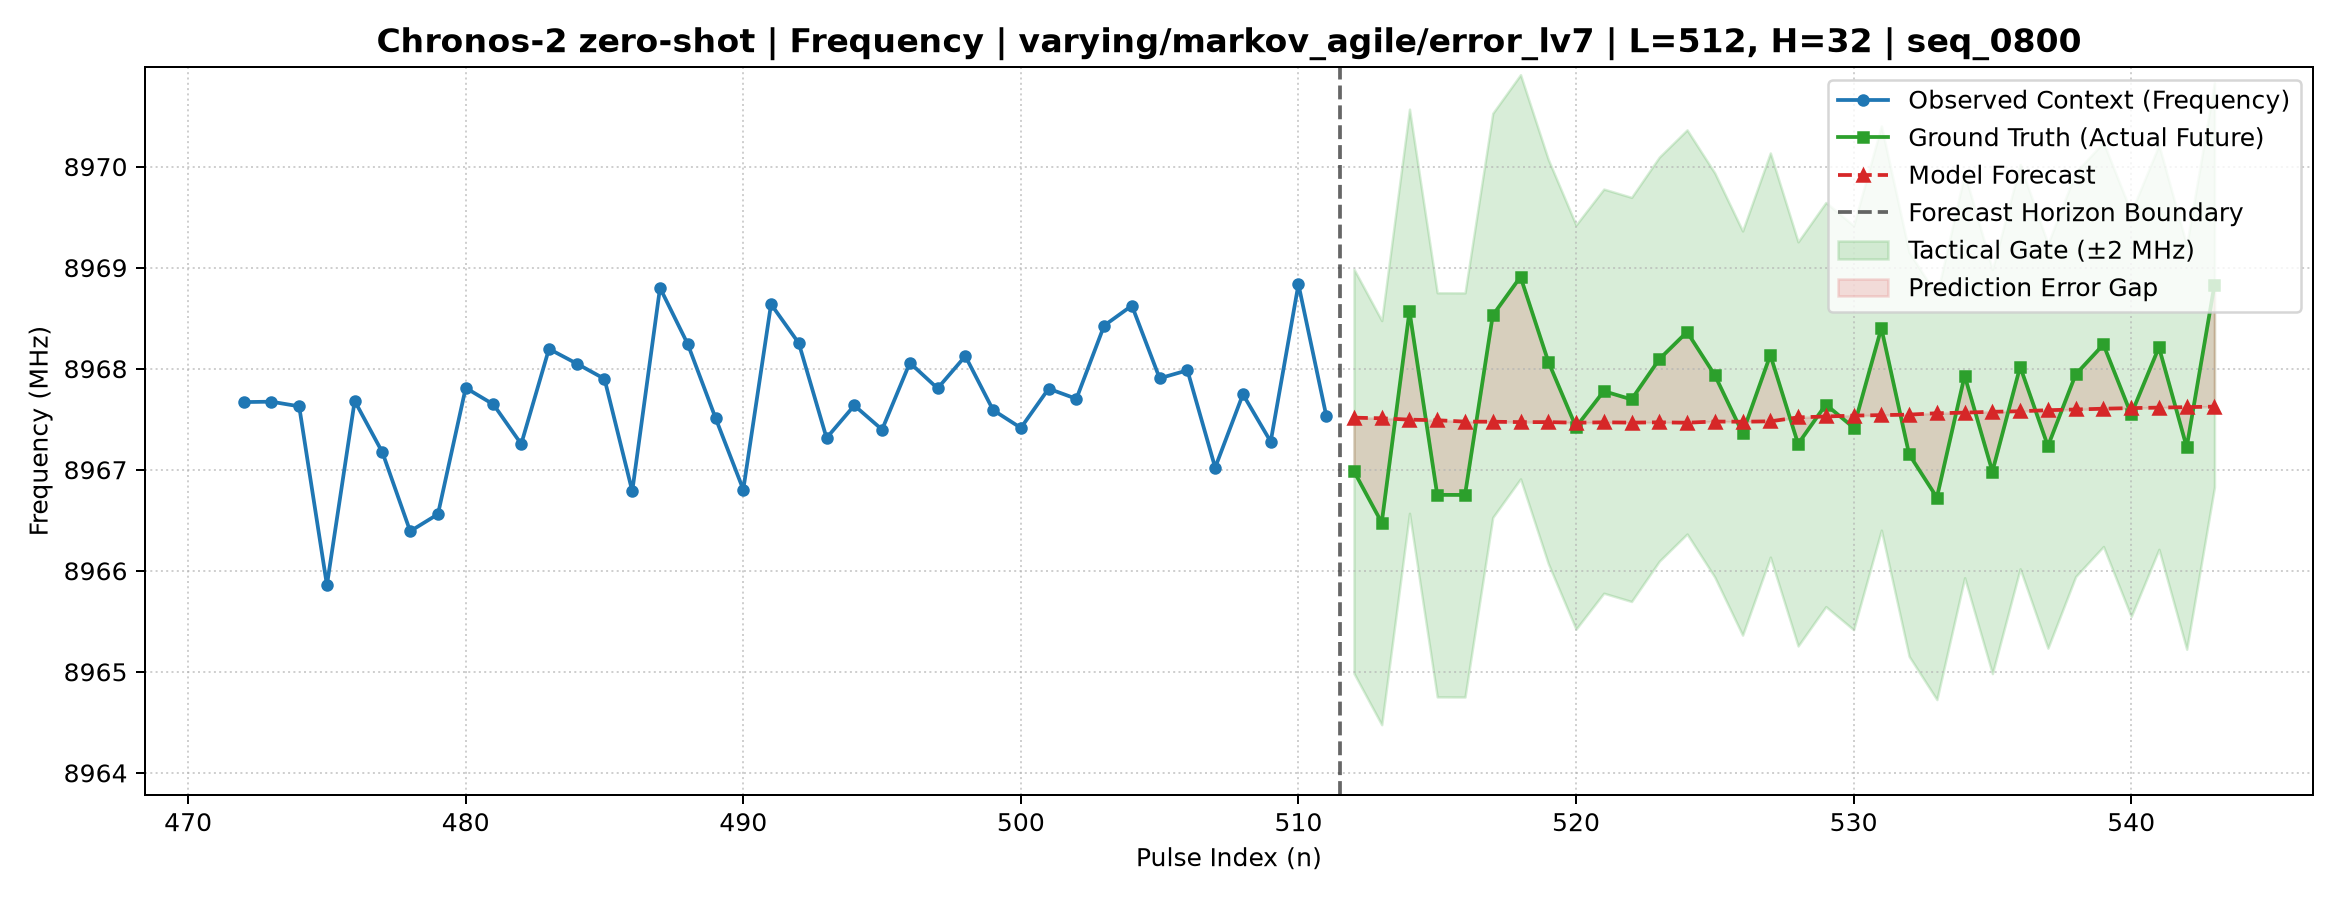 Chronos-2 zero-shot | Frequency | varying/markov_agile/error_lv7 | L=512, H=32 | seq_0800
Observed Context (Frequency)
Ground Truth (Actual Future)
Model Forecast
Forecast Horizon Boundary
Tactical Gate (±2 MHz)
Prediction Error Gap
Frequency (MHz)
8970
8969
8968
8967
8966
8965
8964
470 480 490 500 510 520 530 540
Pulse Index (n)